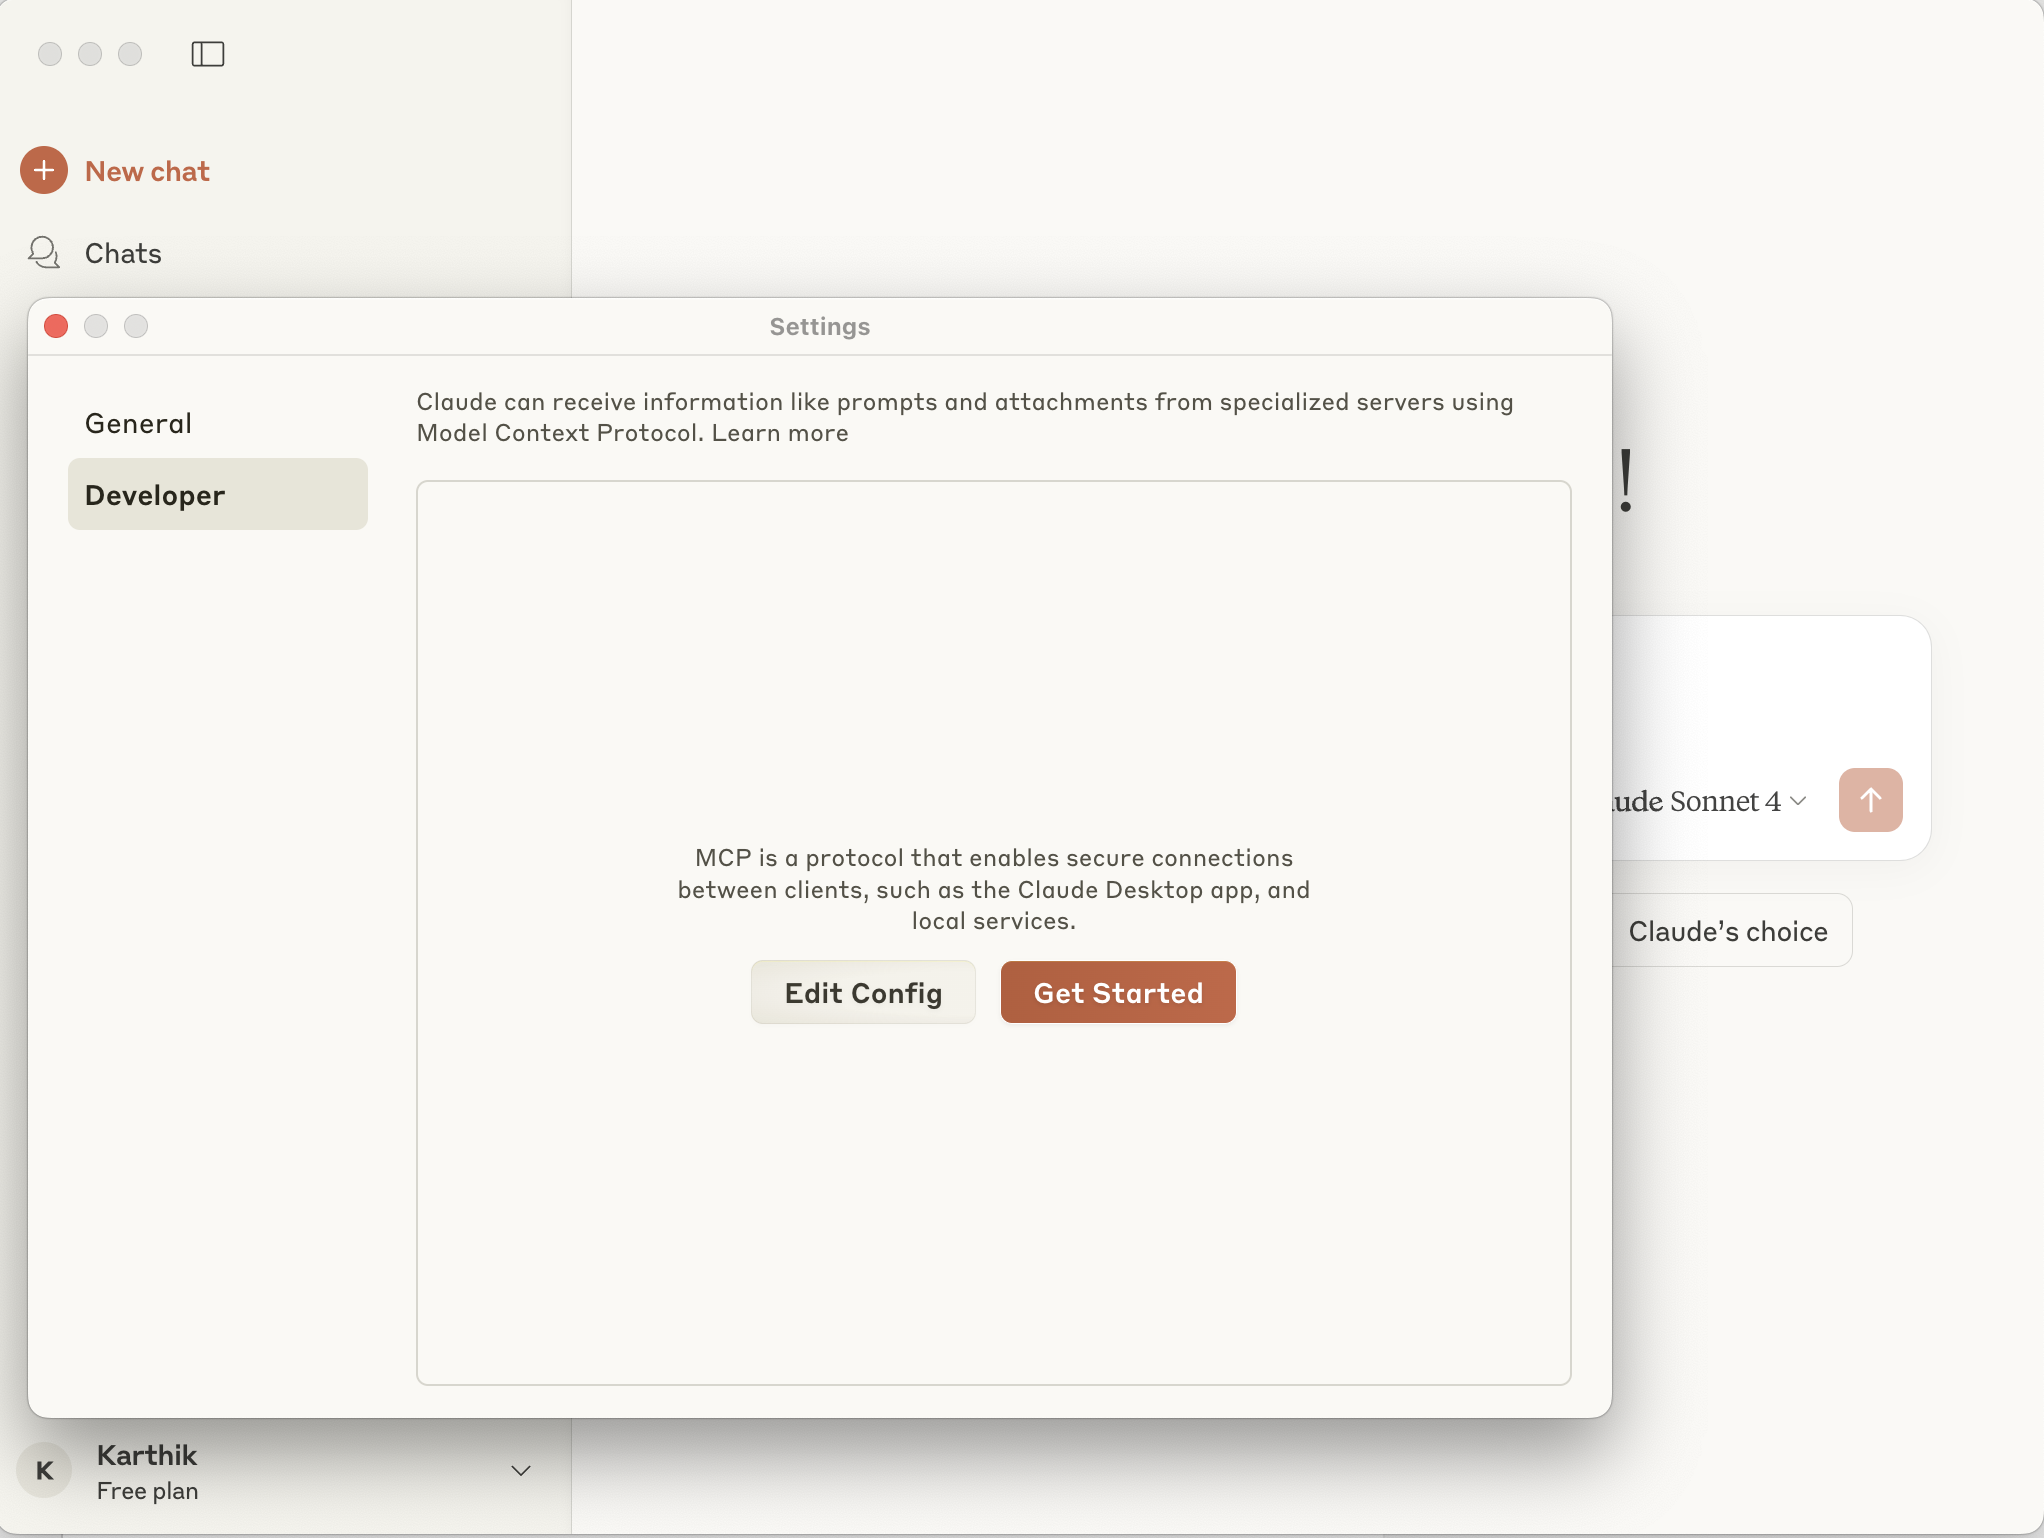 New chat
Chats
Settings
General
Developer
Claude can receive information like prompts and attachments from specialized servers using
Model Context Protocol. Learn more
!
MCP is a protocol that enables secure connections
between clients, such as the Claude Desktop app, and
local services.
Edit Config
Get Started
ude Sonnet 4
Claude's choice
K
Karthik
Free plan